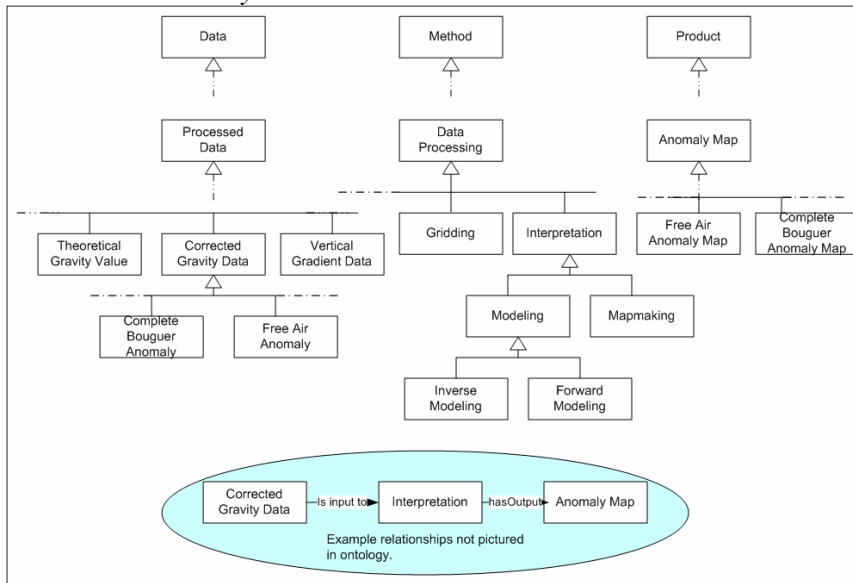 Data
Method
Product
Processed
Data
Data
Processing
Anomaly Map
Theoretical
Gravity Value
Corrected
Gravity Data
Vertical
Gradient Data
Gridding
Interpretation
Free Air
Anomaly Map
Complete
Bouguer
Anomaly Map
Complete
Bouguer
Anomaly
Free Air
Anomaly
Modeling
Mapmaking
Inverse
Modeling
Forward
Modeling
Corrected
Gravity Data
Is input to
Interpretation
hasOutput
Anomaly Map
Example relationships not pictured
in ontology.